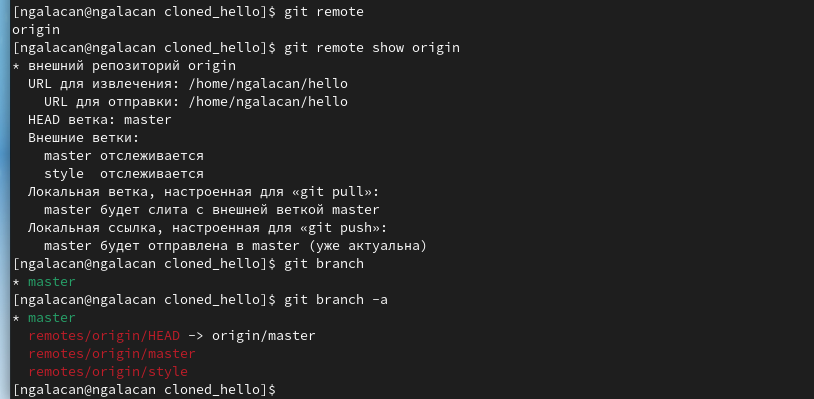 [ngalacan@ngalacan cloned_hello]$ git remote
origin
[ngalacan@ngalacan cloned_hello]$ git remote show origin
* внешний репозиторий origin
  URL для извлечения: /home/ngalacan/hello
    URL для отправки: /home/ngalacan/hello
  HEAD ветка: master
  Внешние ветки:
    master отслеживается
    style  отслеживается
  Локальная ветка, настроенная для «git pull»:
    master будет слита с внешней веткой master
  Локальная ссылка, настроенная для «git push»:
    master будет отправлена в master (уже актуальна)
[ngalacan@ngalacan cloned_hello]$ git branch
* master
[ngalacan@ngalacan cloned_hello]$ git branch -a
* master
  remotes/origin/HEAD -> origin/master
  remotes/origin/master
  remotes/origin/style
[ngalacan@ngalacan cloned_hello]$